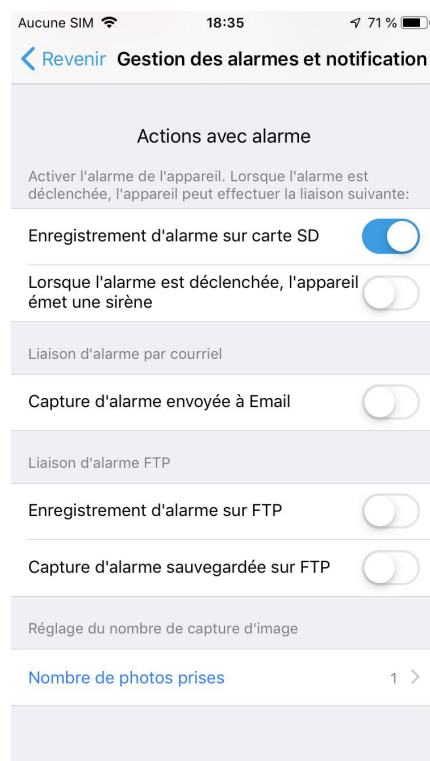 Aucune SIM 18:35 71 %
Revenir Gestion des alarmes et notification
Actions avec alarme
Activer l'alarme de l'appareil. Lorsque l'alarme est
déclenchée, l'appareil peut effectuer la liaison suivante:
Enregistrement d'alarme sur carte SD
Lorsque l'alarme est déclenchée, l'appareil
émet une sirène
Liaison d'alarme par courriel
Capture d'alarme envoyée à Email
Liaison d'alarme FTP
Enregistrement d'alarme sur FTP
Capture d'alarme sauvegardée sur FTP
Réglage du nombre de capture d'image
Nombre de photos prises 1